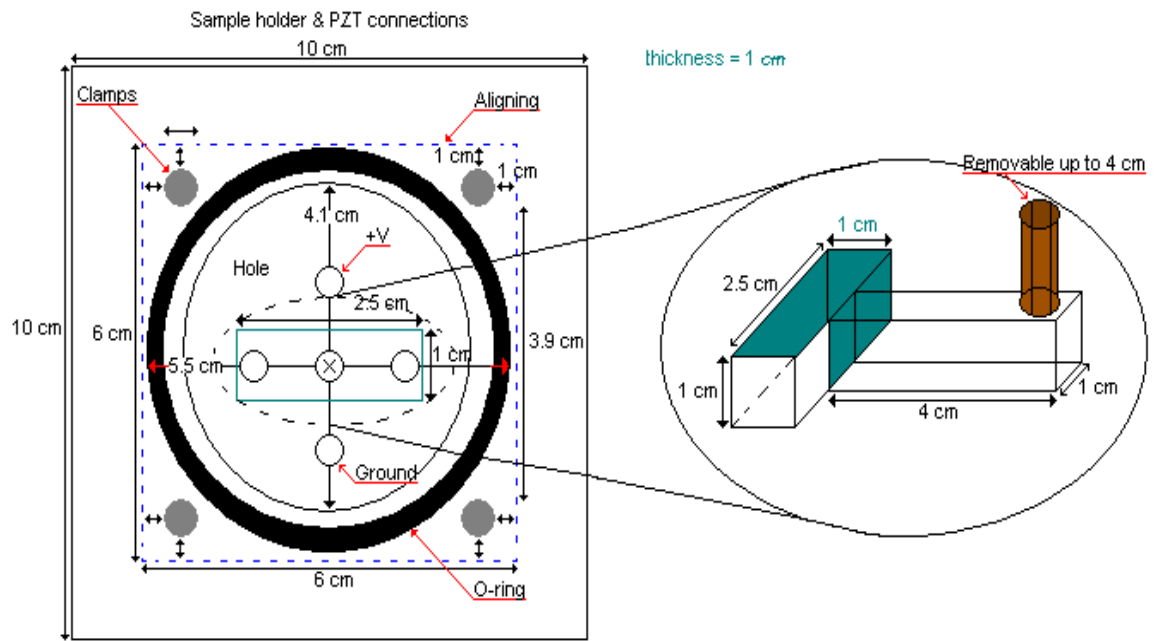 Sample holder & PZT connections
10 cm
thickness = 1 cm
Clamps
Aligning
1 cm
1 cm
Removable up to 4 cm
4.1 cm
+V
1 cm
Hole
2.5 cm
2.5 cm
10 cm
6 cm
3.9 cm
5.5 cm
1 cm
1 cm
1 cm
4 cm
Ground
6 cm
O-ring